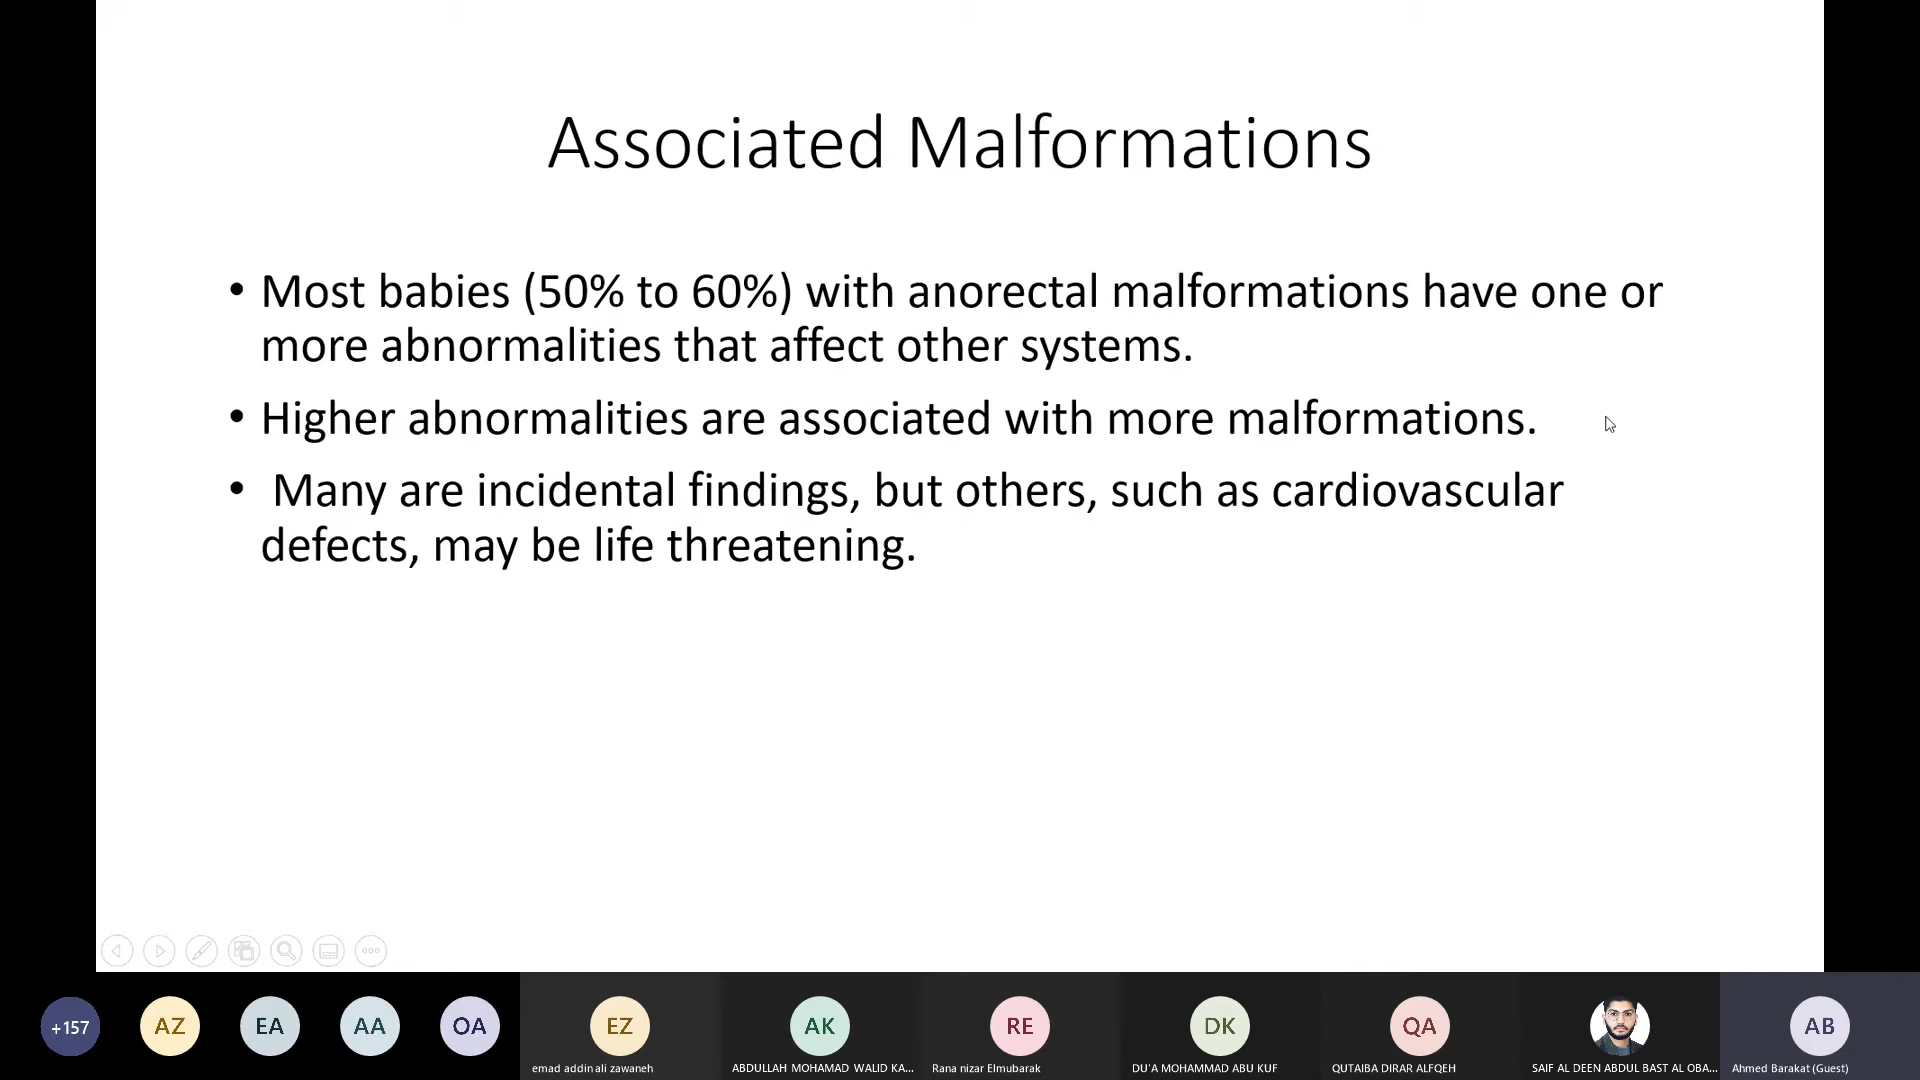 Associated Malformations
• Most babies (50% to 60%) with anorectal malformations have one or
more abnormalities that affect other systems.
• Higher abnormalities are associated with more malformations.
• Many are incidental findings, but others, such as cardiovascular
defects, may be life threatening.
+157
AZ
EA
AA
OA
EZ
AK
RE
DK
QA
AB
emad addin ali zawaneh
ABDULLAH MOHAMAD WALID KA...
Rana nizar Elmubarak
DU'A MOHAMMAD ABU KUF
QUTAIBA DIRAR ALFQEH
SAIF AL DEEN ABDUL BAST AL OBA...
Ahmed Barakat (Guest)